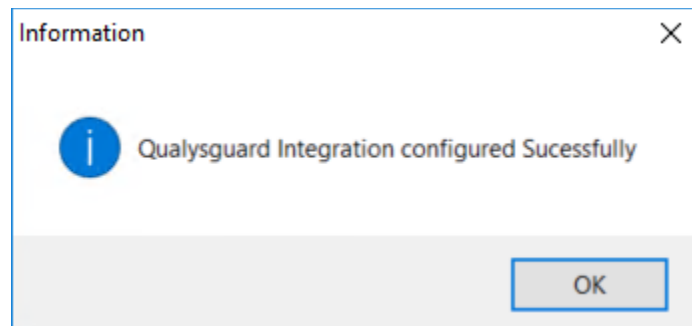 Information
Qualysguard Integration configured Sucessfully
OK